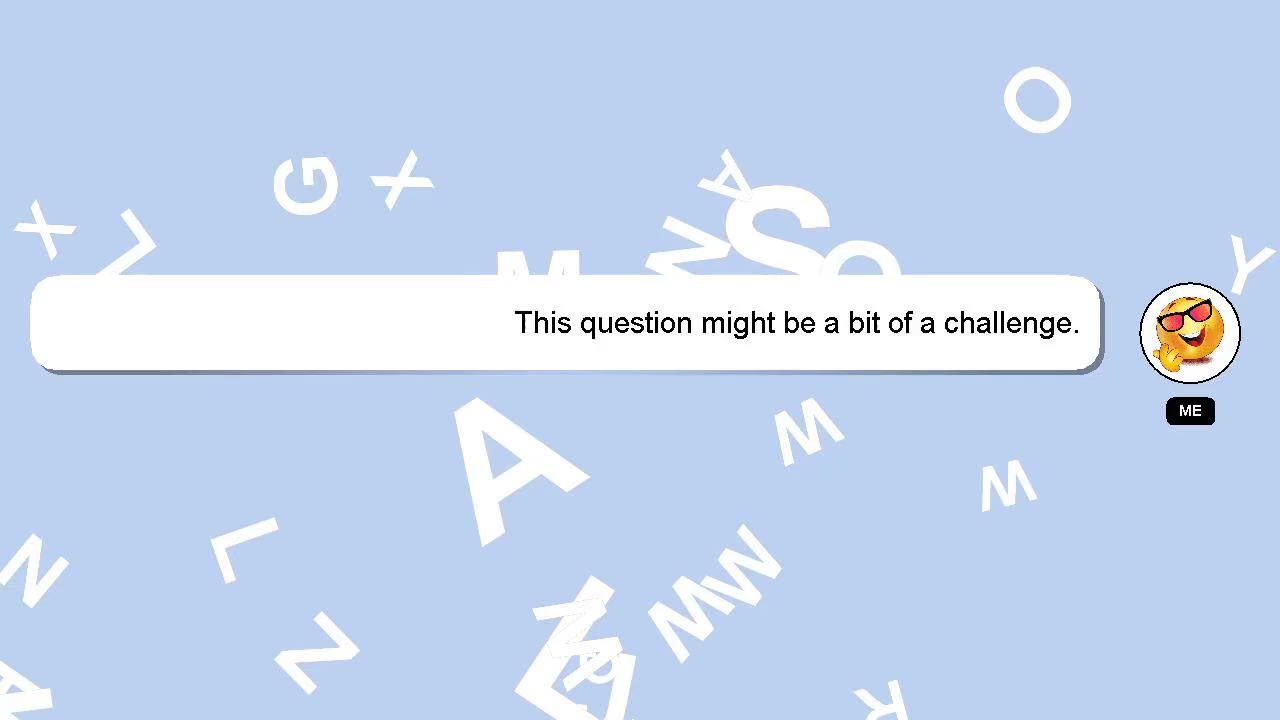 O
G
X
A
X
L
S
N
M
O
Y
This question might be a bit of a challenge.
ME
A
W
W
L
N
W
W
Z
R